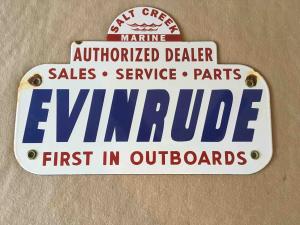 SALT CREEK
MARINE
AUTHORIZED DEALER
SALES • SERVICE • PARTS
EVINRUDE
FIRST IN OUTBOARDS